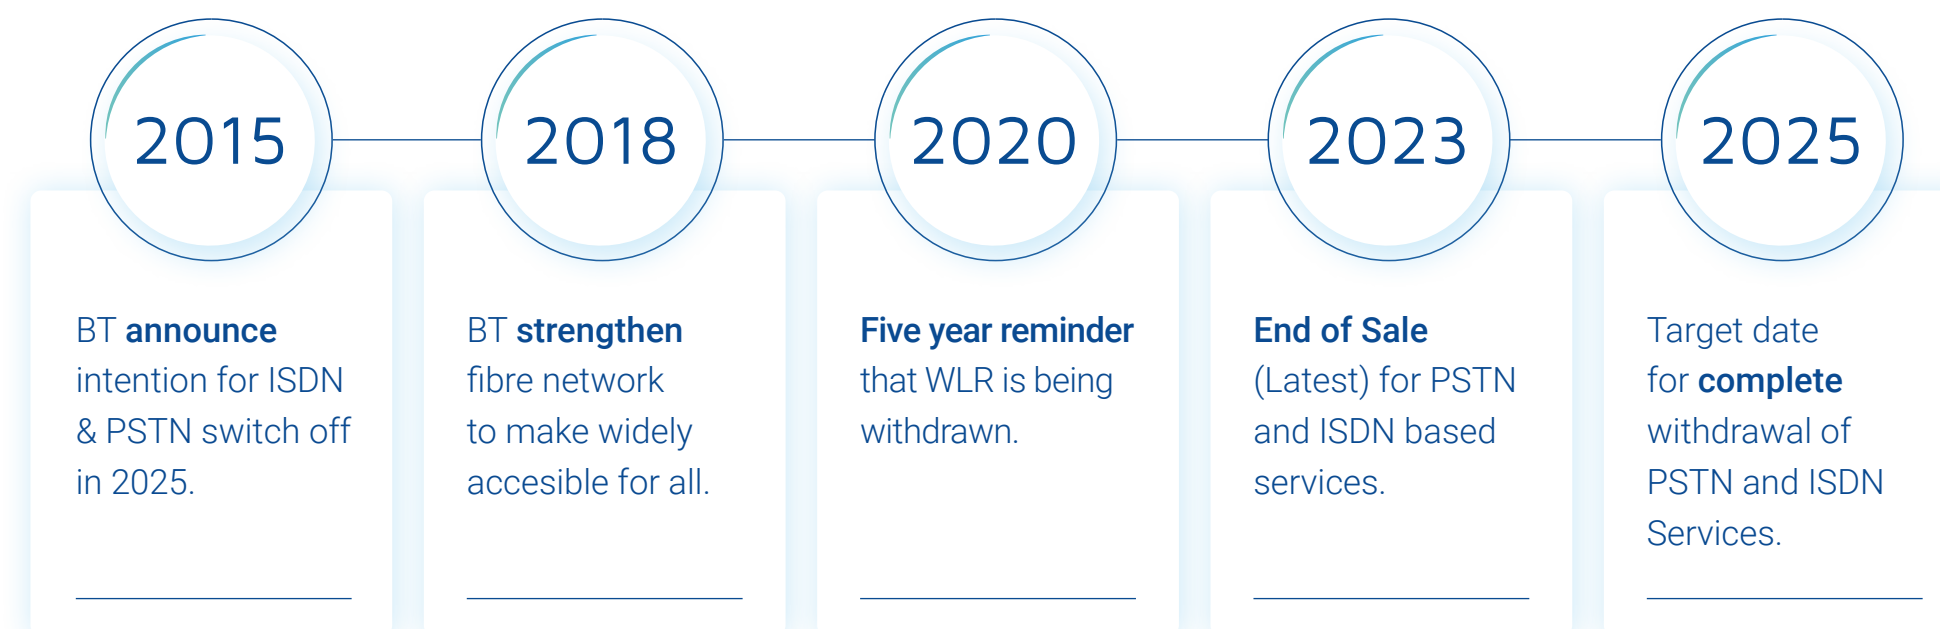 2015
BT announce
intention for ISDN
& PSTN switch off
in 2025.
2018
BT strengthen
fibre network
to make widely
accesible for all.
2020
Five year reminder
that WLR is being
withdrawn.
2023
End of Sale
(Latest) for PSTN
and ISDN based
services.
2025
Target date
for complete
withdrawal of
PSTN and ISDN
Services.